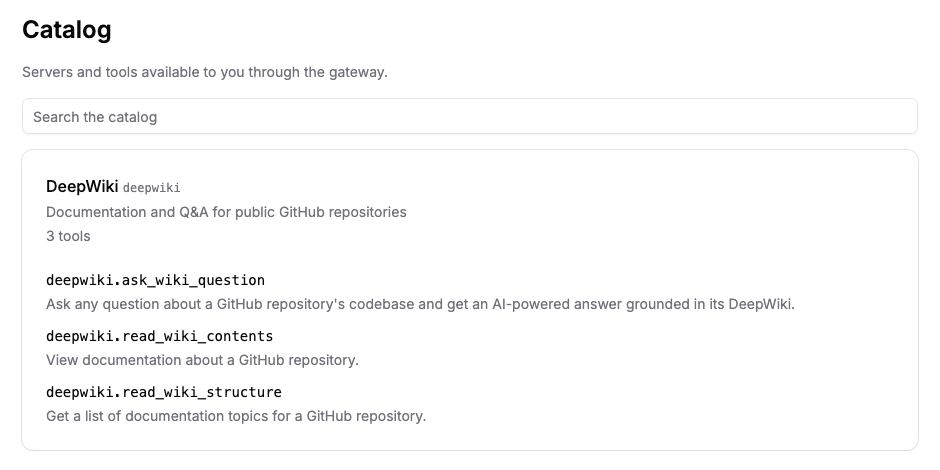 Catalog
Servers and tools available to you through the gateway.
Search the catalog
DeepWiki deepwiki
Documentation and Q&A for public GitHub repositories
3 tools
deepwiki.ask_wiki_question
Ask any question about a GitHub repository's codebase and get an AI-powered answer grounded in its DeepWiki.
deepwiki.read_wiki_contents
View documentation about a GitHub repository.
deepwiki.read_wiki_structure
Get a list of documentation topics for a GitHub repository.